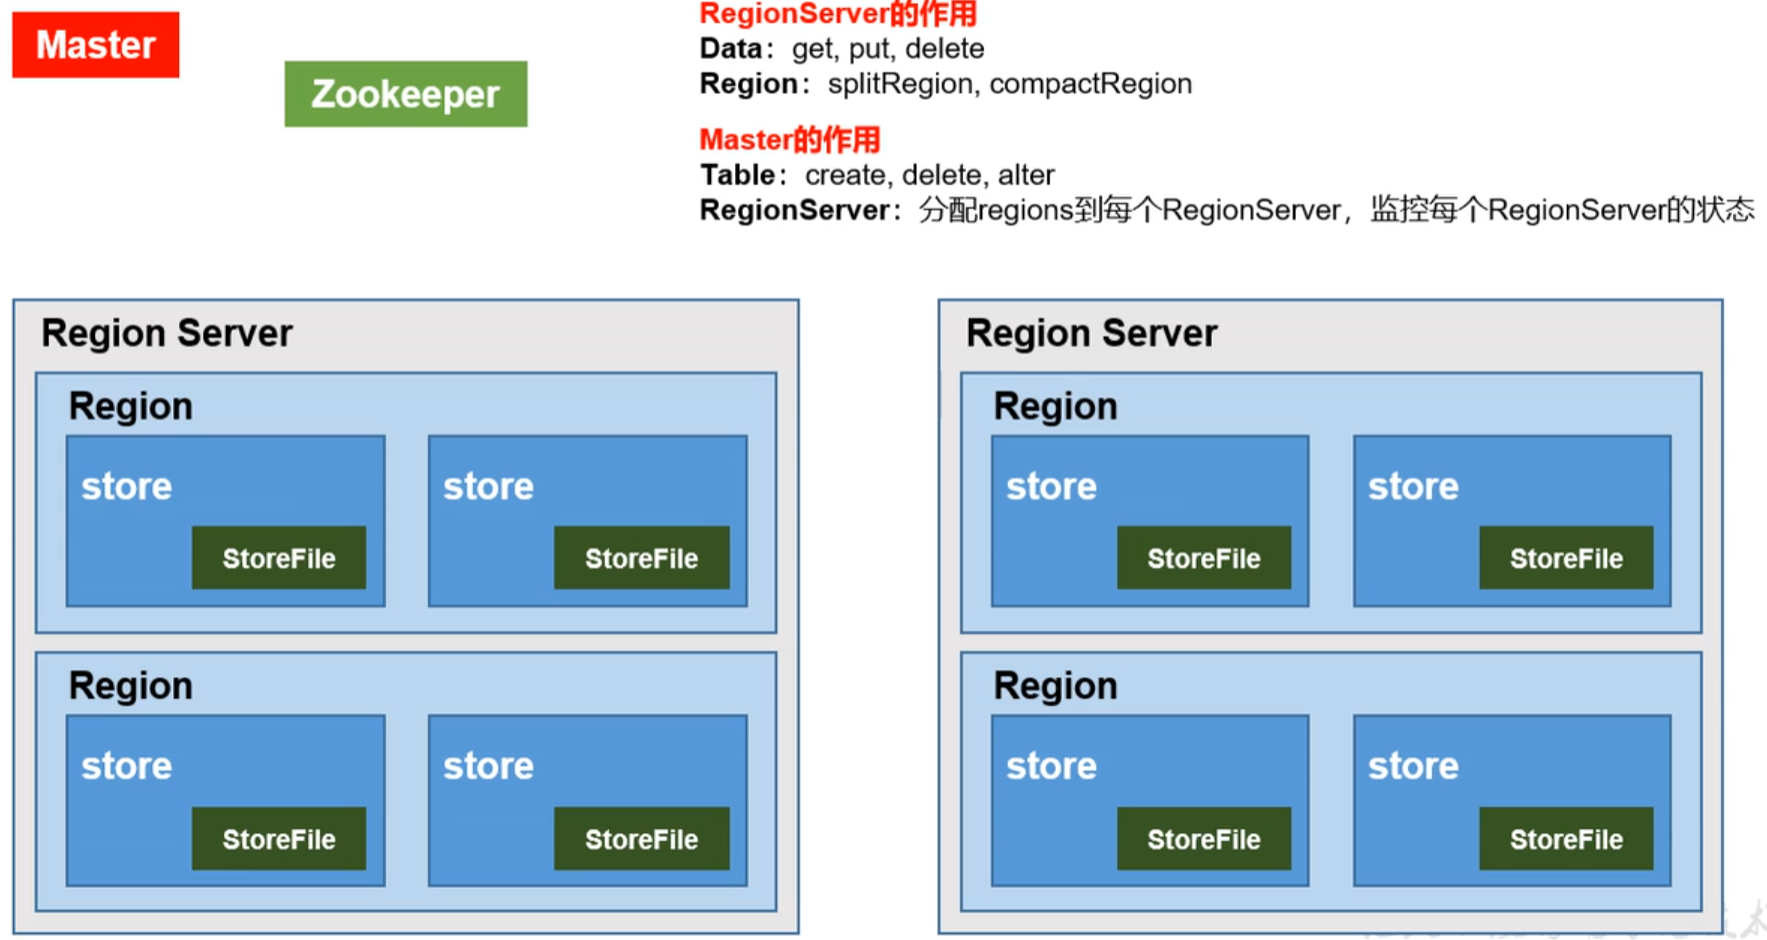 Master
Zookeeper
RegionServer的作用
Data：get, put, delete
Region：splitRegion, compactRegion
Master的作用
Table：create, delete, alter
RegionServer：分配regions到每个RegionServer，监控每个RegionServer的状态
Region Server
Region
store
store
StoreFile
StoreFile
Region
store
store
StoreFile
StoreFile
Region Server
Region
store
store
StoreFile
StoreFile
Region
store
store
StoreFile
StoreFile